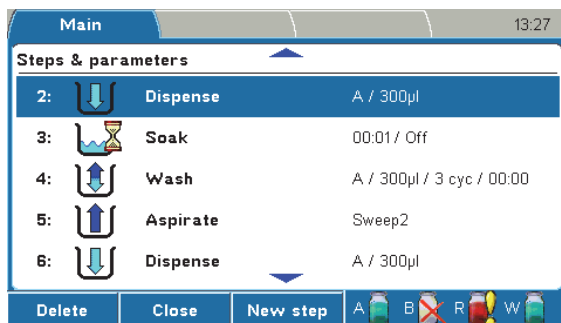 Main 13:27
Steps & parameters
2: Dispense A / 300µl
3: Soak 00:01 / Off
4: Wash A / 300µl / 3 cyc / 00:00
5: Aspirate Sweep2
6: Dispense A / 300µl
Delete Close New step A B R W